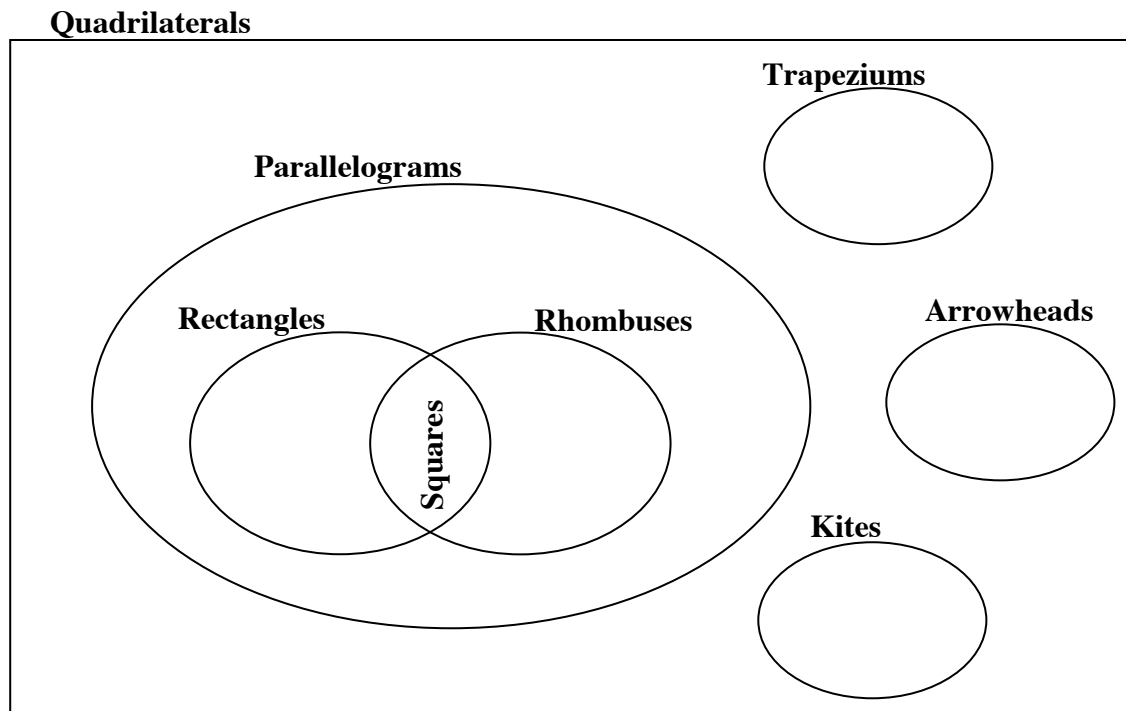 Quadrilaterals
Trapeziums
Parallelograms
Arrowheads
Rectangles
Rhombuses
Squares
Kites